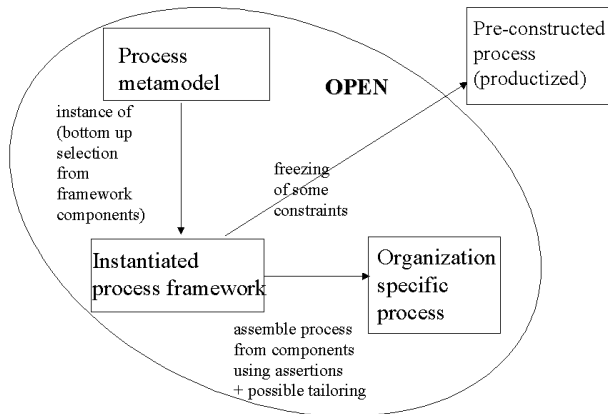 Process
metamodel
OPEN
Pre-constructed
process
(productized)
instance of
(bottom up
selection
from
framework
components)
freezing
of some
constraints
Instantiated
process framework
Organization
specific
process
assemble process
from components
using assertions
+ possible tailoring